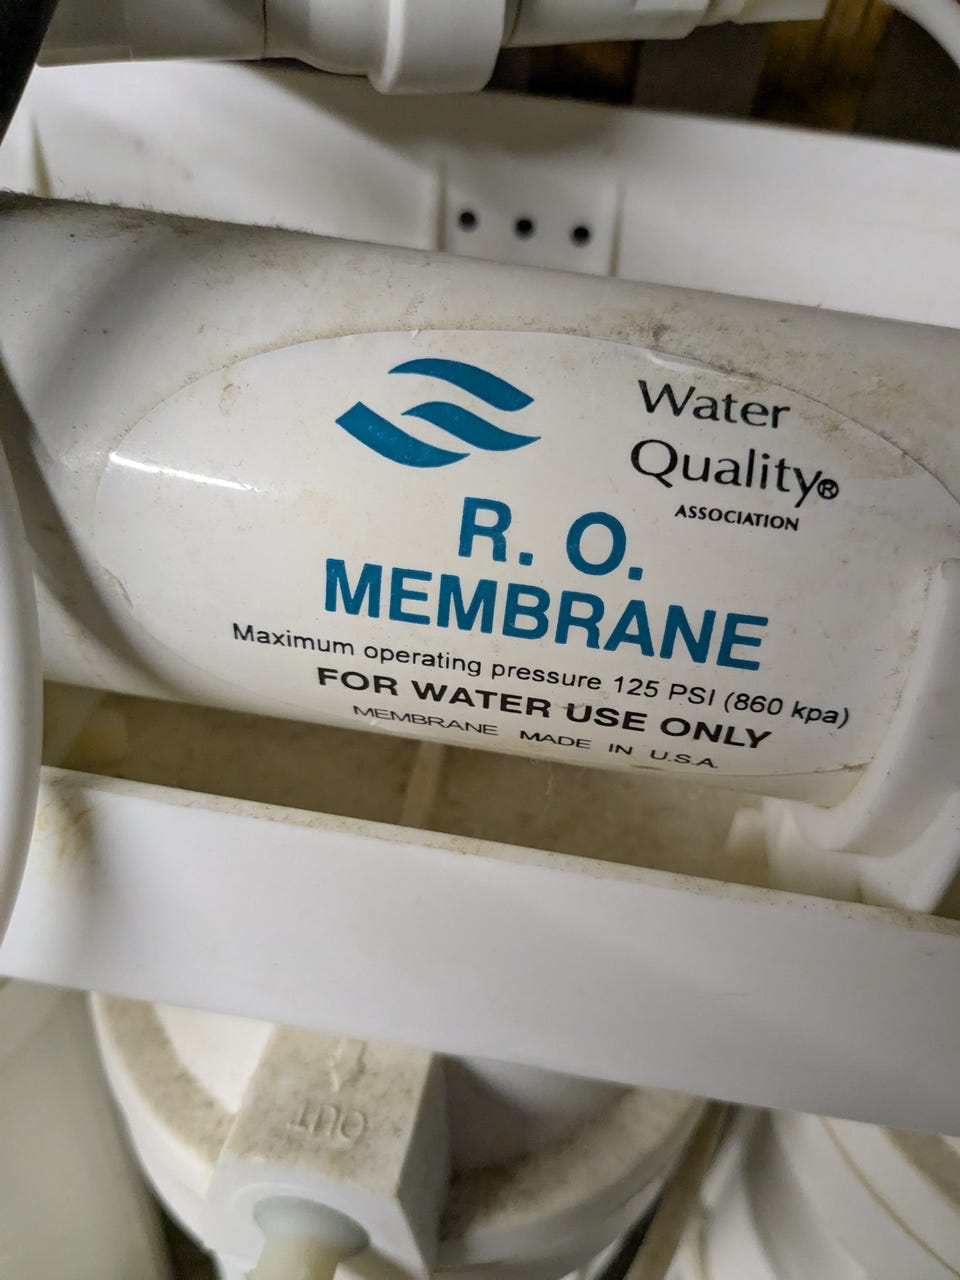 Water
Quality®
ASSOCIATION
R. O.
MEMBRANE
Maximum operating pressure 125 PSI (860 kpa)
FOR WATER USE ONLY
MEMBRANE MADE IN U.S.A.
OUT